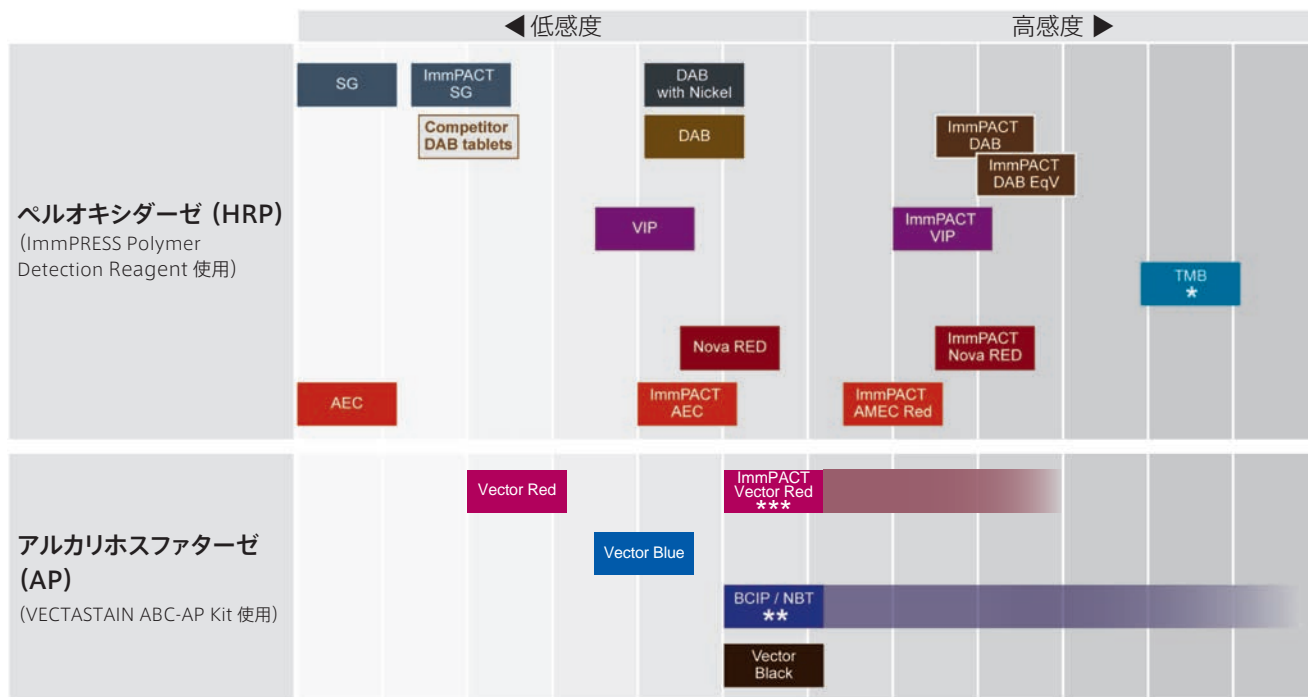 ◀ 低感度
高感度 ▶
ペルオキシダーゼ (HRP)
(ImmPRESS Polymer
Detection Reagent 使用)
SG
ImmPACT
SG
DAB
with Nickel
Competitor
DAB tablets
DAB
ImmPACT
DAB
ImmPACT
DAB EqV
VIP
ImmPACT
VIP
TMB
*
Nova RED
ImmPACT
Nova RED
AEC
ImmPACT
AEC
ImmPACT
AMEC Red
アルカリホスファターゼ
(AP)
(VECTASTAIN ABC-AP Kit 使用)
Vector Red
ImmPACT
Vector Red
***
Vector Blue
BCIP / NBT
**
Vector
Black